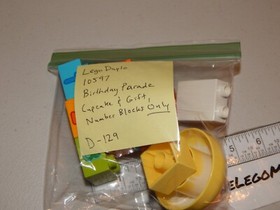 Lego Duplo
10597
Birthday Parade
Cupcake & Gift,
Number Blocks Only
D-129
5
6
ELEGOM